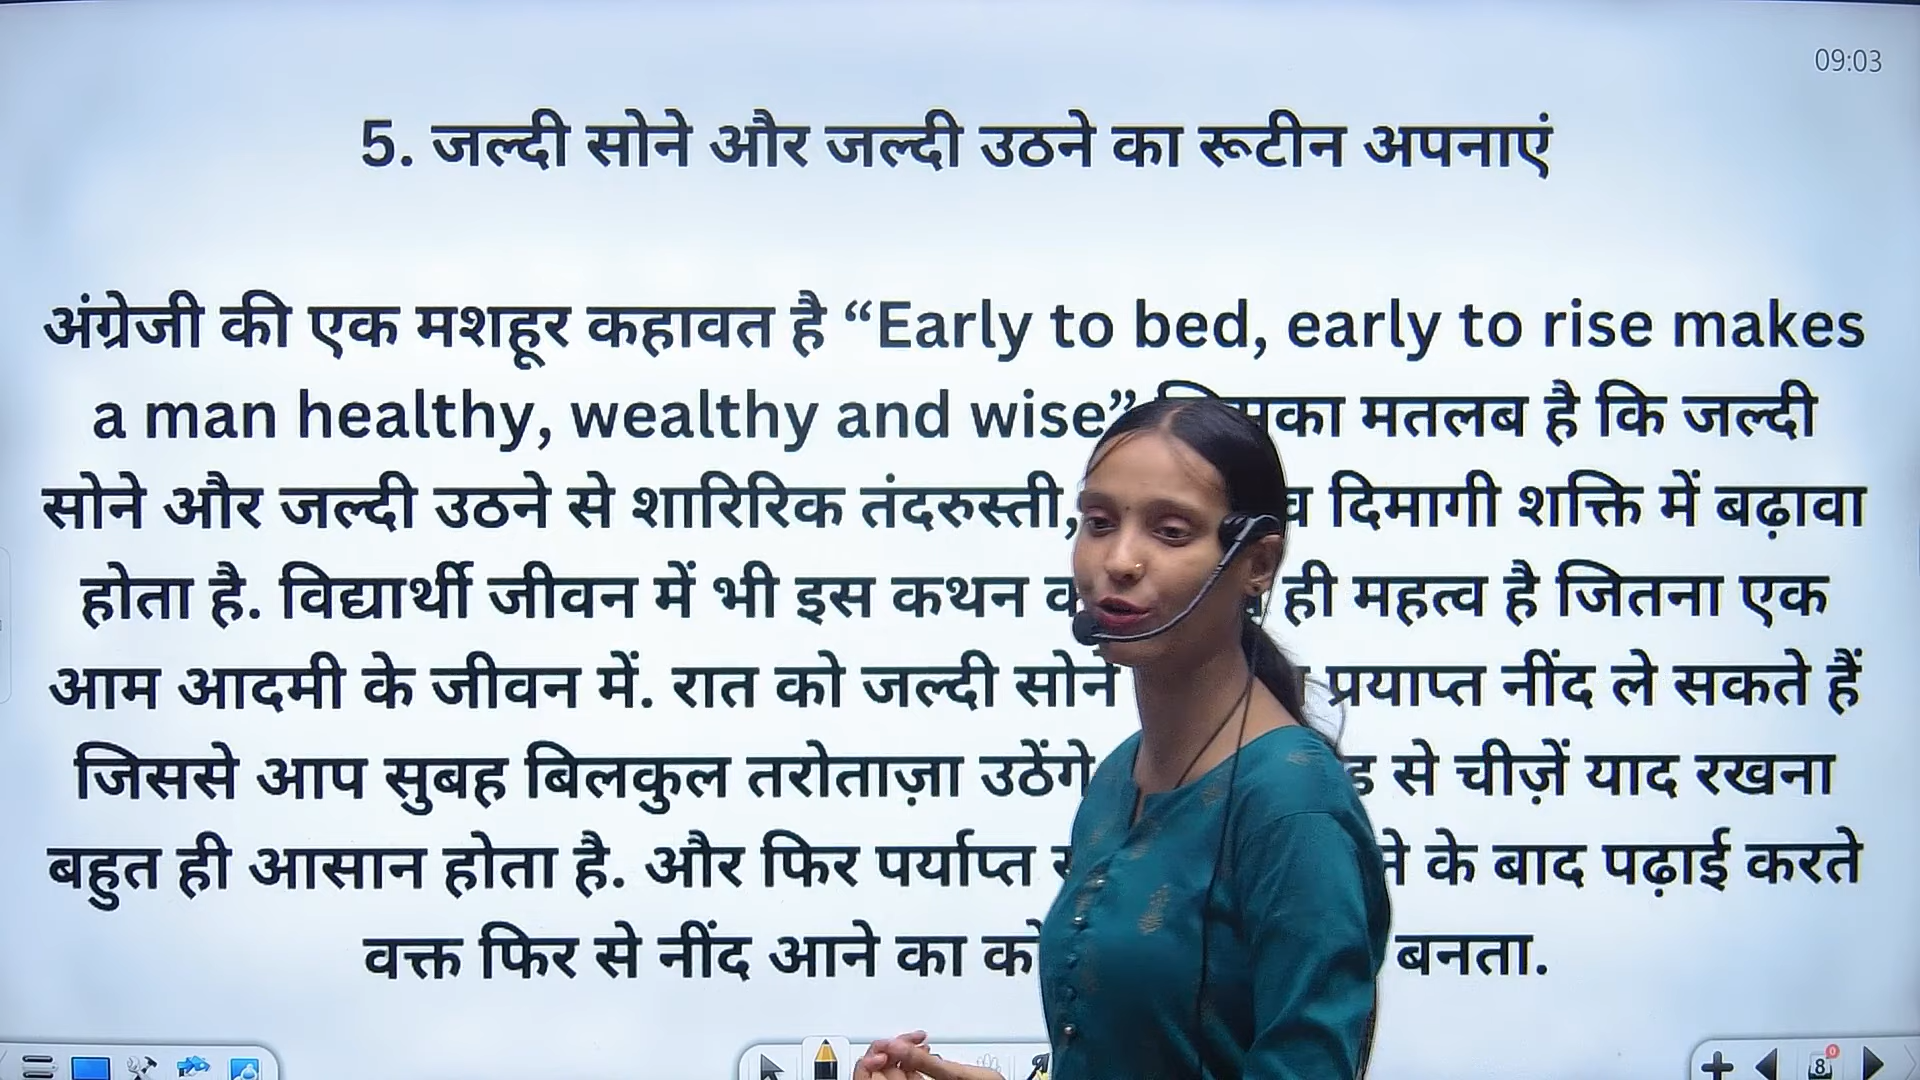 09:03
5. जल्दी सोने और जल्दी उठने का रूटीन अपनाएं
अंग्रेजी की एक मशहूर कहावत है “Early to bed, early to rise makes
a man healthy, wealthy and wise” मतलब है कि जल्दी
सोने और जल्दी उठने से शारिरिक तंदरुस्ती, दिमागी शक्ति में बढ़ावा
होता है. विद्यार्थी जीवन में भी इस कथन ही महत्व है जितना एक
आम आदमी के जीवन में. रात को जल्दी सोने प्रयाप्त नींद ले सकते हैं
जिससे आप सुबह बिलकुल तरोताज़ा उठेंगे से चीज़ें याद रखना
बहुत ही आसान होता है. और फिर पर्याप्त के बाद पढ़ाई करते
वक्त फिर से नींद आने का बनता.
8
0